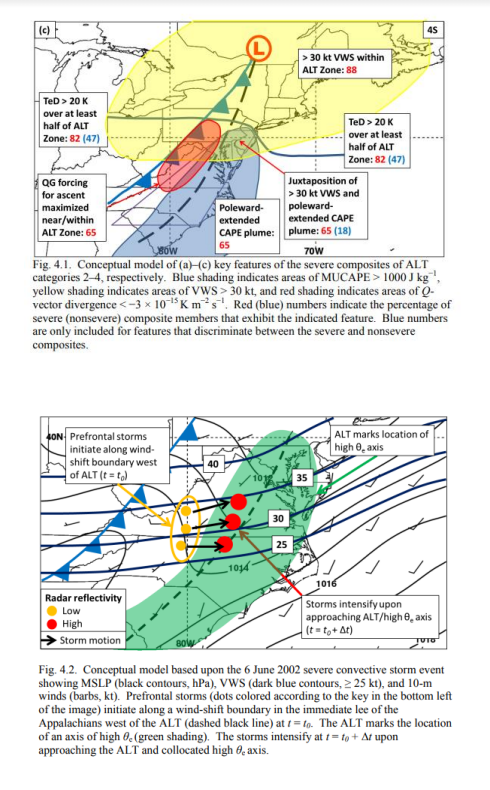 (c)
L
4S
> 30 kt VWS within
ALT Zone: 88
TeD > 20 K
over at least
half of ALT
Zone: 82 (47)
TeD > 20 K
over at least
half of ALT
Zone: 82 (47)
QG forcing
for ascent
maximized
near/within
ALT Zone: 65
Poleward-
extended
CAPE plume:
65
Juxtaposition of
> 30 kt VWS and
poleward-
extended CAPE
plume: 65 (18)
80W
70W
Fig. 4.1. Conceptual model of (a)–(c) key features of the severe composites of ALT
categories 2–4, respectively. Blue shading indicates areas of MUCAPE > 1000 J kg⁻¹,
yellow shading indicates areas of VWS > 30 kt, and red shading indicates areas of Q-
vector divergence < −3 × 10⁻¹⁵ K m⁻² s⁻¹. Red (blue) numbers indicate the percentage of
severe (nonsevere) composite members that exhibit the indicated feature. Blue numbers
are only included for features that discriminate between the severe and nonsevere
composites.
40N
Prefrontal storms
initiate along wind-
shift boundary west
of ALT (t = t₀)
ALT marks location of
high θₑ axis
40
35
30
25
1014
1016
Storms intensify upon
approaching ALT/high θₑ axis
(t = t₀ + Δt)
Radar reflectivity
Low
High
Storm motion
80W
Fig. 4.2. Conceptual model based upon the 6 June 2002 severe convective storm event
showing MSLP (black contours, hPa), VWS (dark blue contours, ≥ 25 kt), and 10-m
winds (barbs, kt). Prefrontal storms (dots colored according to the key in the bottom left
of the image) initiate along a wind-shift boundary in the immediate lee of the
Appalachians west of the ALT (dashed black line) at t = t₀. The ALT marks the location
of an axis of high θₑ (green shading). The storms intensify at t = t₀ + Δt upon
approaching the ALT and collocated high θₑ axis.